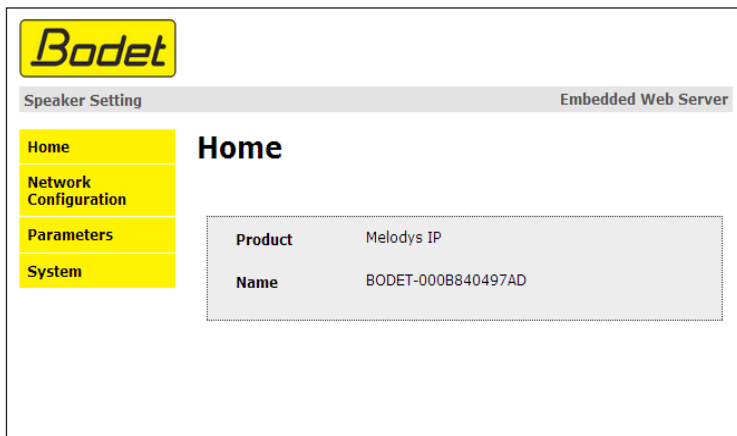 Bodet
Speaker Setting Embedded Web Server
Home
Network
Configuration
Parameters
System
Home
Product Melodys IP
Name BODET-000B840497AD